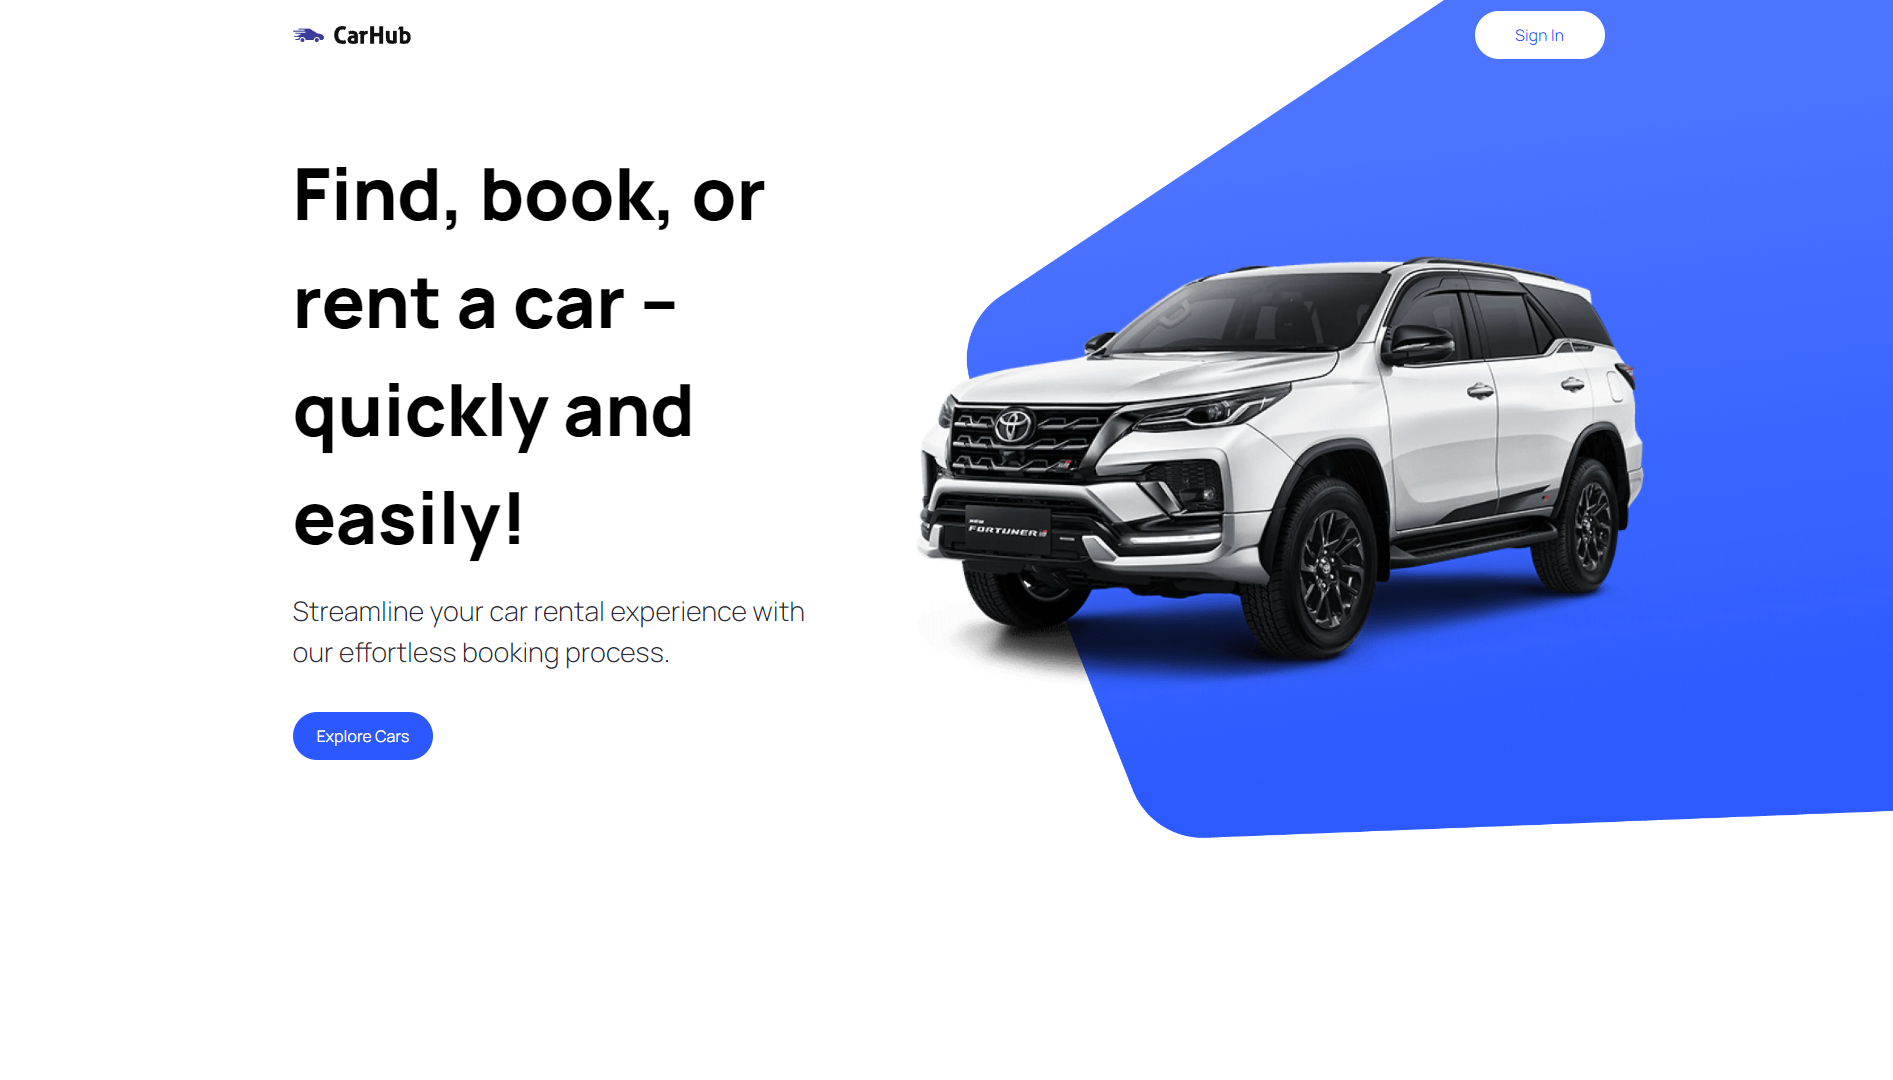 CarHub
Sign In
Find, book, or
rent a car –
quickly and
easily!
Streamline your car rental experience with
our effortless booking process.
Explore Cars
NEW
FORTUNER